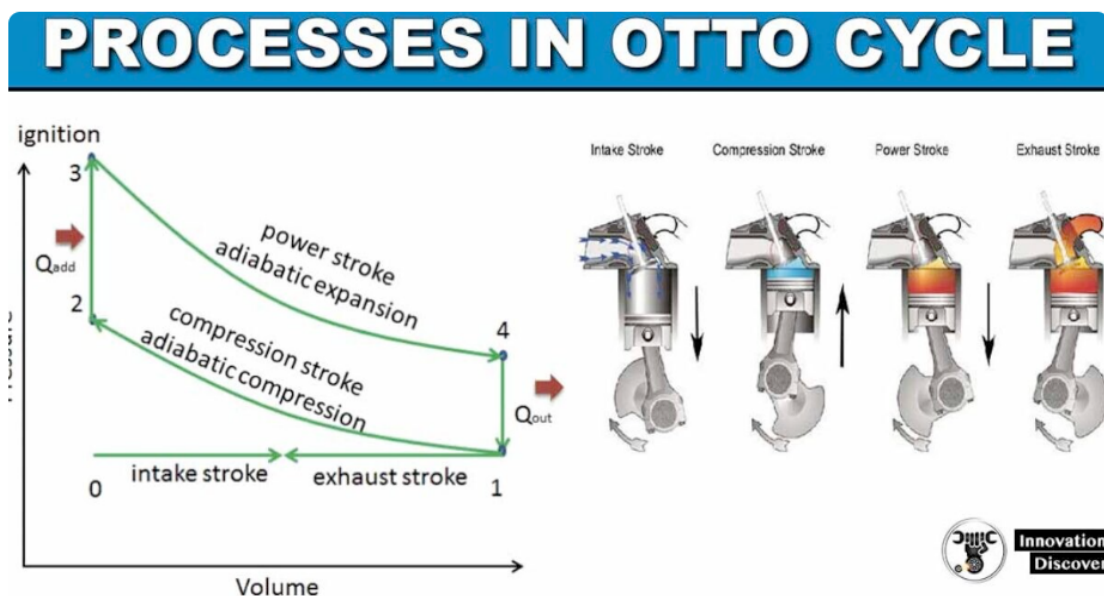 PROCESSES IN OTTO CYCLE
ignition
3
Qadd
2
power stroke
adiabatic expansion
compression stroke
adiabatic compression
4
Qout
intake stroke
exhaust stroke
0
1
Volume
Intake Stroke
Compression Stroke
Power Stroke
Exhaust Stroke
Innovation
Discover